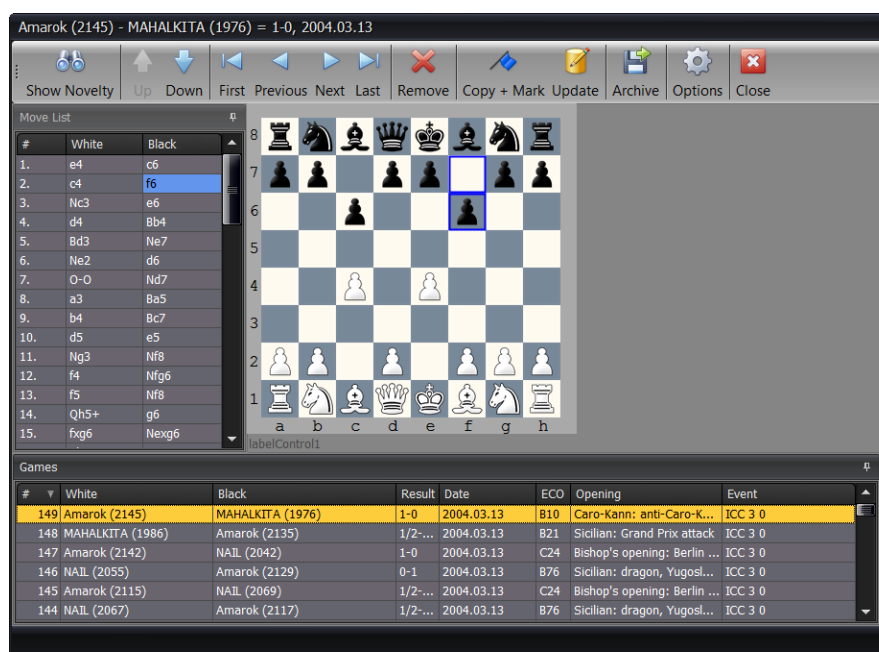 Amarok (2145) - MAHALKITA (1976) = 1-0, 2004.03.13
Show Novelty Up Down First Previous Next Last Remove Copy + Mark Update Archive Options Close
Move List
# White Black
1. e4 c6
2. c4 f6
3. Nc3 e6
4. d4 Bb4
5. Bd3 Ne7
6. Ne2 d6
7. O-O Nd7
8. a3 Ba5
9. b4 Bc7
10. d5 e5
11. Ng3 Nf8
12. f4 Nfg6
13. f5 Nf8
14. Qh5+ g6
15. fxg6 Nexg6
8
7
6
5
4
3
2
1
a b c d e f g h
labelControl1
Games
# White Black Result Date ECO Opening Event
149 Amarok (2145) MAHALKITA (1976) 1-0 2004.03.13 B10 Caro-Kann: anti-Caro-K... ICC 3 0
148 MAHALKITA (1986) Amarok (2135) 1/2-... 2004.03.13 B21 Sicilian: Grand Prix attack ICC 3 0
147 Amarok (2142) NAIL (2042) 1-0 2004.03.13 C24 Bishop's opening: Berlin ... ICC 3 0
146 NAIL (2055) Amarok (2129) 0-1 2004.03.13 B76 Sicilian: dragon, Yugosl... ICC 3 0
145 Amarok (2115) NAIL (2069) 1/2-... 2004.03.13 C24 Bishop's opening: Berlin ... ICC 3 0
144 NAIL (2067) Amarok (2117) 1/2-... 2004.03.13 B76 Sicilian: dragon, Yugosl... ICC 3 0